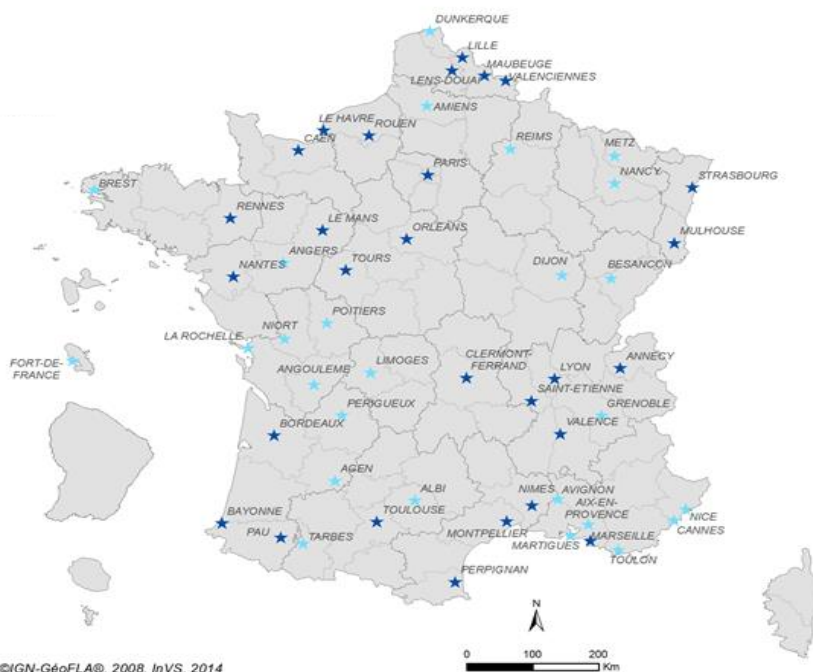 DUNKERQUE
LILLE
MAUBEUGE
LENS-DOUAI
VALENCIENNES
AMIENS
LE HAVRE
ROUEN
CAEN
REIMS
METZ
PARIS
NANCY
STRASBOURG
BREST
RENNES
LE MANS
ORLEANS
MULHOUSE
ANGERS
NANTES
TOURS
DIJON
BESANCON
POITIERS
NIORT
LA ROCHELLE
FORT-DE-
FRANCE
LIMOGES
CLERMONT-
FERRAND
LYON
ANNECY
ANGOULEME
SAINT-ETIENNE
PERIGUEUX
GRENOBLE
BORDEAUX
VALENCE
AGEN
ALBI
NIMES
AVIGNON
AIX-EN-
PROVENCE
BAYONNE
TOULOUSE
NICE
PAU
TARBES
MONTPELLIER
MARSEILLE
CANNES
MARTIGUES
TOULON
PERPIGNAN
N
0 100 200
Km
©IGN-GéoFLA®, 2008, InVS, 2014